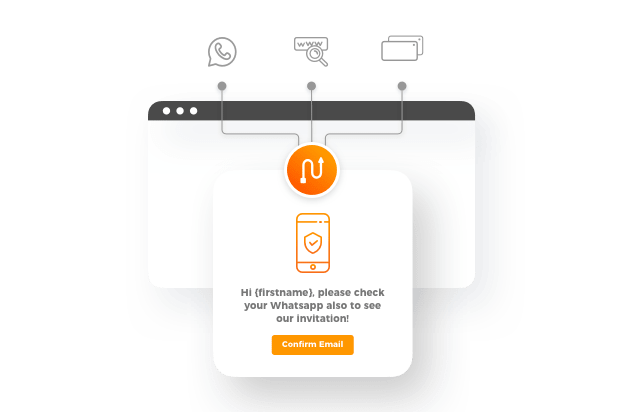 www
Hi {firstname}, please check
your Whatsapp also to see
our invitation!
Confirm Email